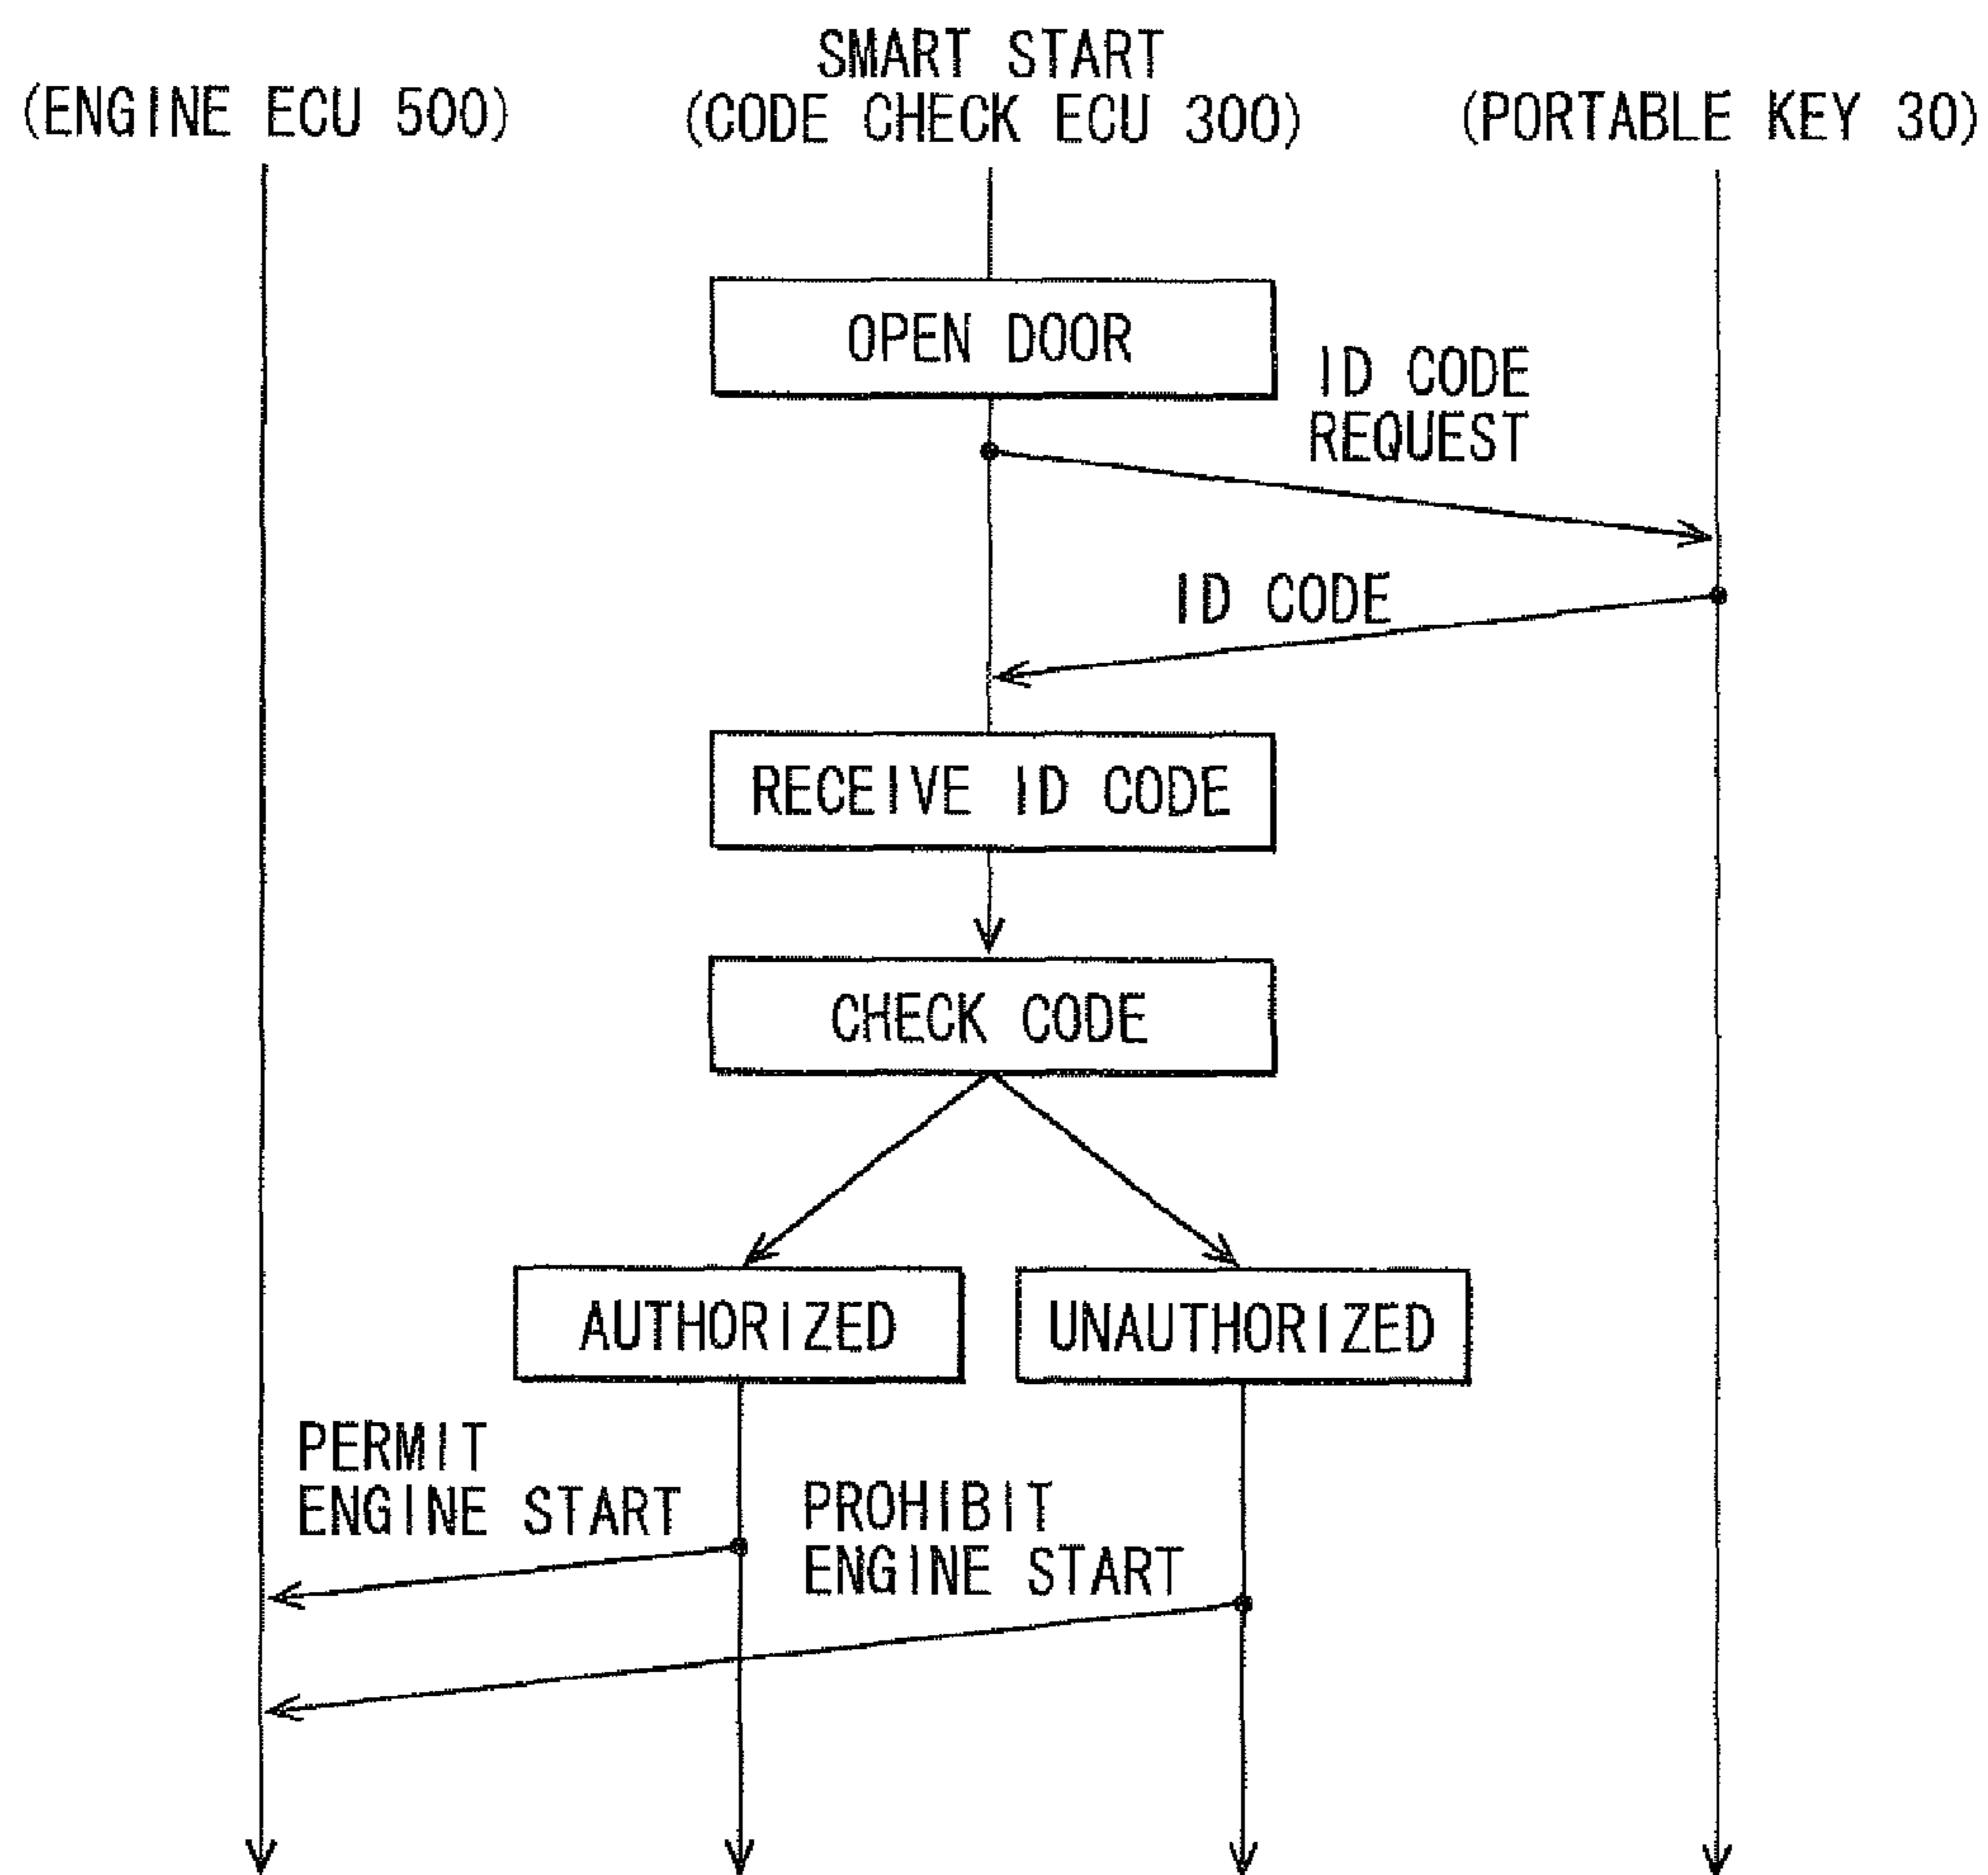 SMART START
(ENGINE ECU 500) (CODE CHECK ECU 300) (PORTABLE KEY 30)
OPEN DOOR
ID CODE
REQUEST
ID CODE
RECEIVE ID CODE
CHECK CODE
AUTHORIZED UNAUTHORIZED
PERMIT
ENGINE START
PROHIBIT
ENGINE START